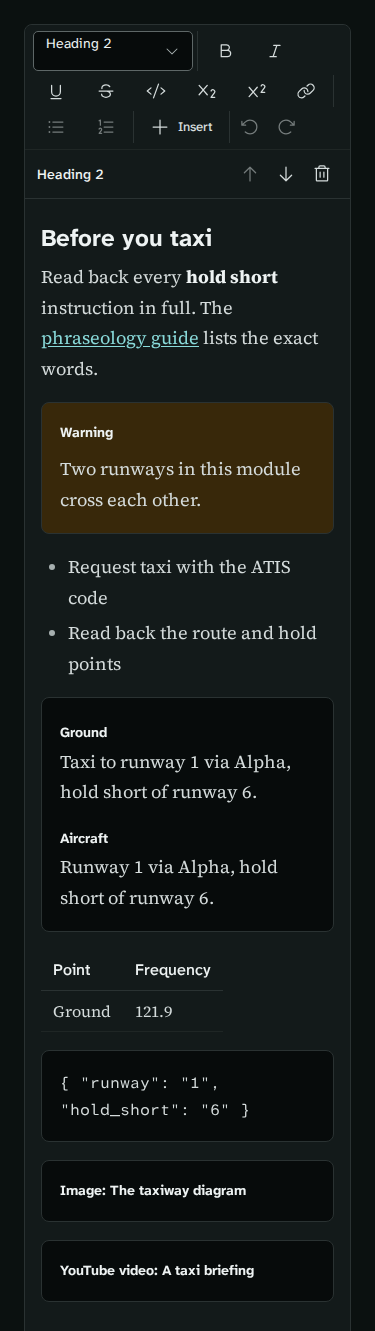 Heading 2
B I
U S </> X2 X2
Insert
Heading 2
Before you taxi
Read back every hold short
instruction in full. The
phraseology guide lists the exact
words.
Warning
Two runways in this module
cross each other.
Request taxi with the ATIS
code
Read back the route and hold
points
Ground
Taxi to runway 1 via Alpha,
hold short of runway 6.
Aircraft
Runway 1 via Alpha, hold
short of runway 6.
Point Frequency
Ground 121.9
{ "runway": "1",
"hold_short": "6" }
Image: The taxiway diagram
YouTube video: A taxi briefing